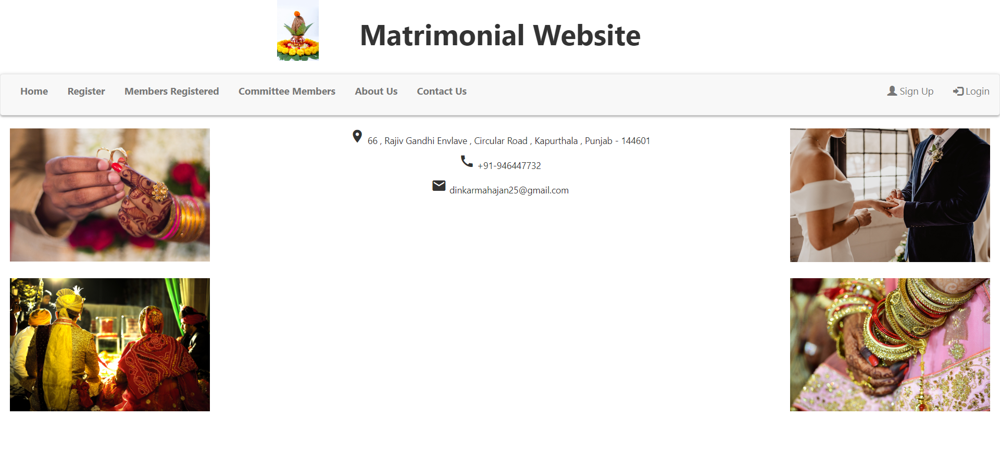 Matrimonial Website
Home Register Members Registered Committee Members About Us Contact Us Sign Up Login
66 , Rajiv Gandhi Envlave , Circular Road , Kapurthala , Punjab - 144601
+91-946447732
dinkarmahajan25@gmail.com